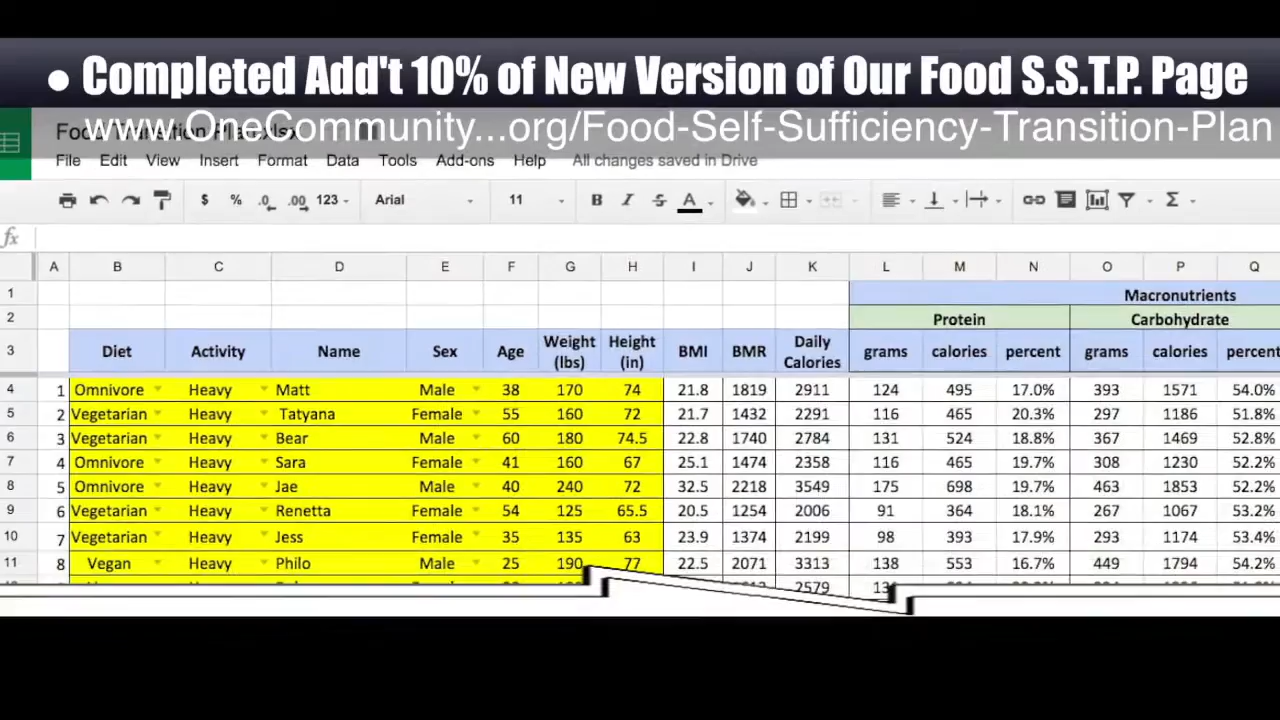 ● Completed Add't 10% of New Version of Our Food S.S.T.P. Page
www.OneCommunity...org/Food-Self-Sufficiency-Transition-Plan
Food Transition Plan.xlsx
File Edit View Insert Format Data Tools Add-ons Help All changes saved in Drive
$ % .0 .00 123 Arial 11 B I S A Σ
fx
A B C D E F G H I J K L M N O P Q
1 Macronutrients
2 Protein Carbohydrate
3 Diet Activity Name Sex Age Weight (lbs) Height (in) BMI BMR Daily Calories grams calories percent grams calories percent
4 1 Omnivore Heavy Matt Male 38 170 74 21.8 1819 2911 124 495 17.0% 393 1571 54.0%
5 2 Vegetarian Heavy Tatyana Female 55 160 72 21.7 1432 2291 116 465 20.3% 297 1186 51.8%
6 3 Vegetarian Heavy Bear Male 60 180 74.5 22.8 1740 2784 131 524 18.8% 367 1469 52.8%
7 4 Omnivore Heavy Sara Female 41 160 67 25.1 1474 2358 116 465 19.7% 308 1230 52.2%
8 5 Omnivore Heavy Jae Male 40 240 72 32.5 2218 3549 175 698 19.7% 463 1853 52.2%
9 6 Vegetarian Heavy Renetta Female 54 125 65.5 20.5 1254 2006 91 364 18.1% 267 1067 53.2%
10 7 Vegetarian Heavy Jess Female 35 135 63 23.9 1374 2199 98 393 17.9% 293 1174 53.4%
11 8 Vegan Heavy Philo Male 25 190 77 22.5 2071 3313 138 553 16.7% 449 1794 54.2%
2579